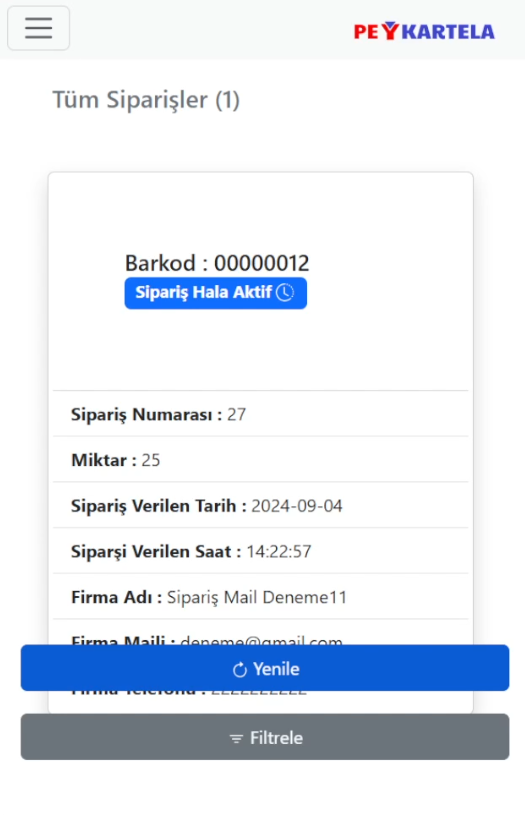 PEYKARTELA
Tüm Siparişler (1)
Barkod : 00000012
Sipariş Hala Aktif
Sipariş Numarası : 27
Miktar : 25
Sipariş Verilen Tarih : 2024-09-04
Siparşi Verilen Saat : 14:22:57
Firma Adı : Sipariş Mail Deneme11
Firma Maili : deneme@gmail.com
Yenile
Firma Telefonu : 2222222222
Filtrele